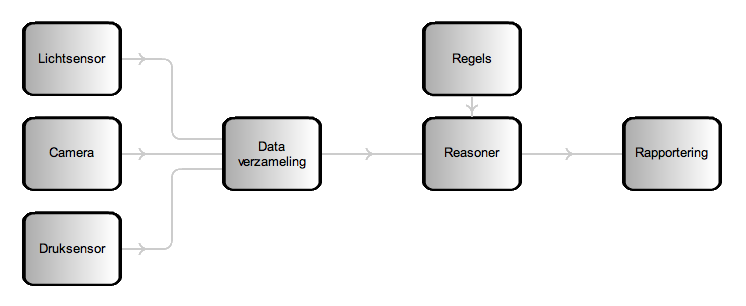 Lichtsensor
Regels
Camera
Data
verzameling
Reasoner
Rapportering
Druksensor